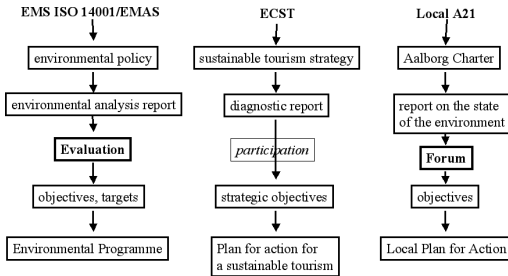 EMS ISO 14001/EMAS
environmental policy
environmental analysis report
Evaluation
objectives, targets
Environmental Programme
ECST
sustainable tourism strategy
diagnostic report
participation
strategic objectives
Plan for action for
a sustainable tourism
Local A21
Aalborg Charter
report on the state
of the environment
Forum
objectives
Local Plan for Action